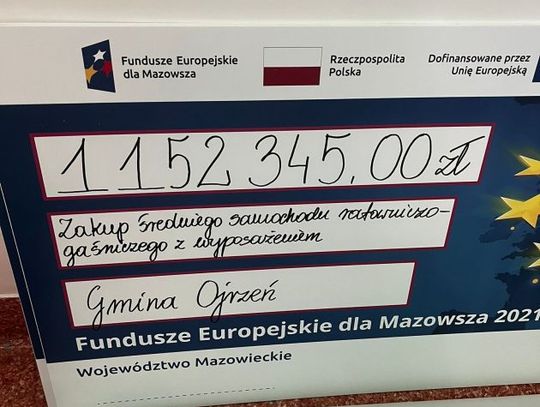 Fundusze Europejskie
dla Mazowsza
Rzeczpospolita
Polska
Dofinansowane przez
Unię Europejską
1 152 345,00 zł
Zakup średniego samochodu ratowniczo-
gaśniczego z wyposażeniem
Gmina Ojrzeń
Fundusze Europejskie dla Mazowsza 2021
Województwo Mazowieckie